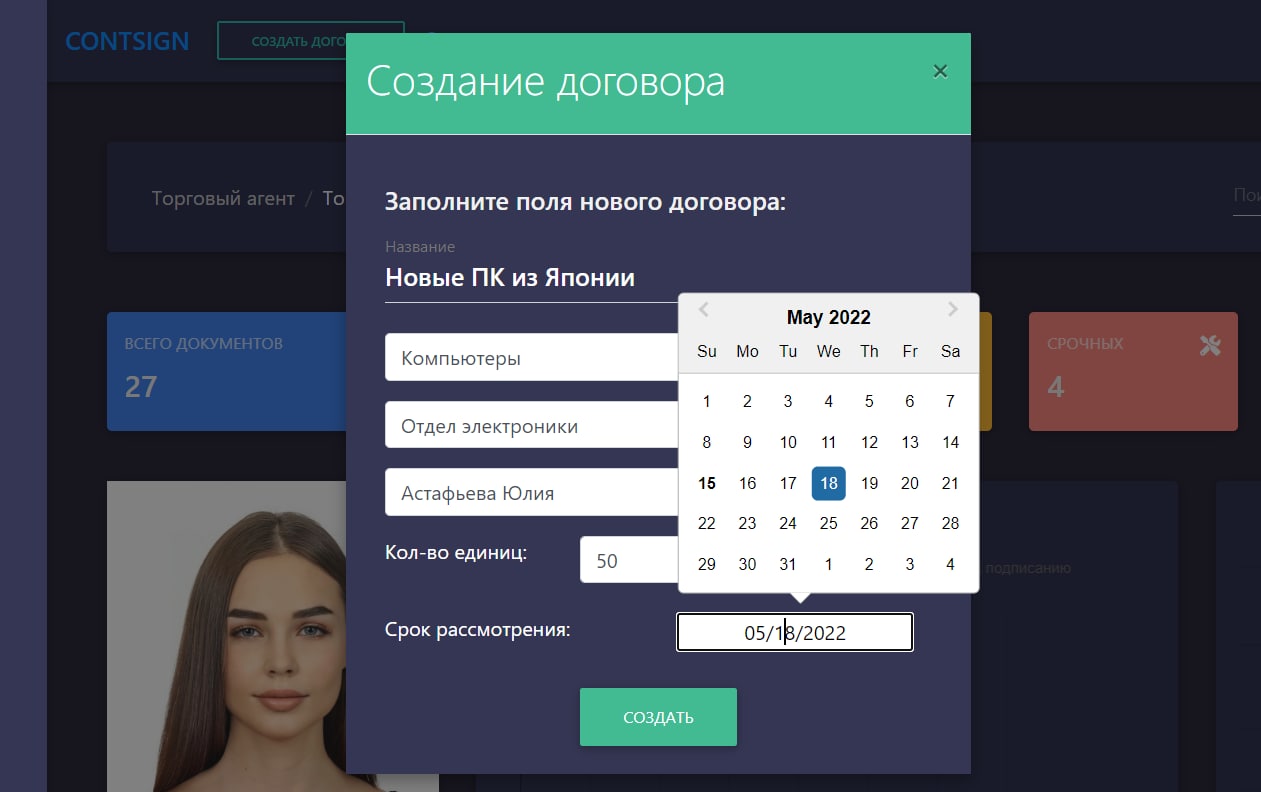 CONTSIGN
СОЗДАТЬ ДОГО
Создание договора
×
Торговый агент / То
Заполните поля нового договора:
Название
Новые ПК из Японии
ВСЕГО ДОКУМЕНТОВ
27
СРОЧНЫХ
4
Компьютеры
Отдел электроники
Астафьева Юлия
Кол-во единиц:
50
May 2022
Su Mo Tu We Th Fr Sa
1 2 3 4 5 6 7
8 9 10 11 12 13 14
15 16 17 18 19 20 21
22 23 24 25 26 27 28
29 30 31 1 2 3 4
подписанию
Срок рассмотрения:
05/18/2022
СОЗДАТЬ